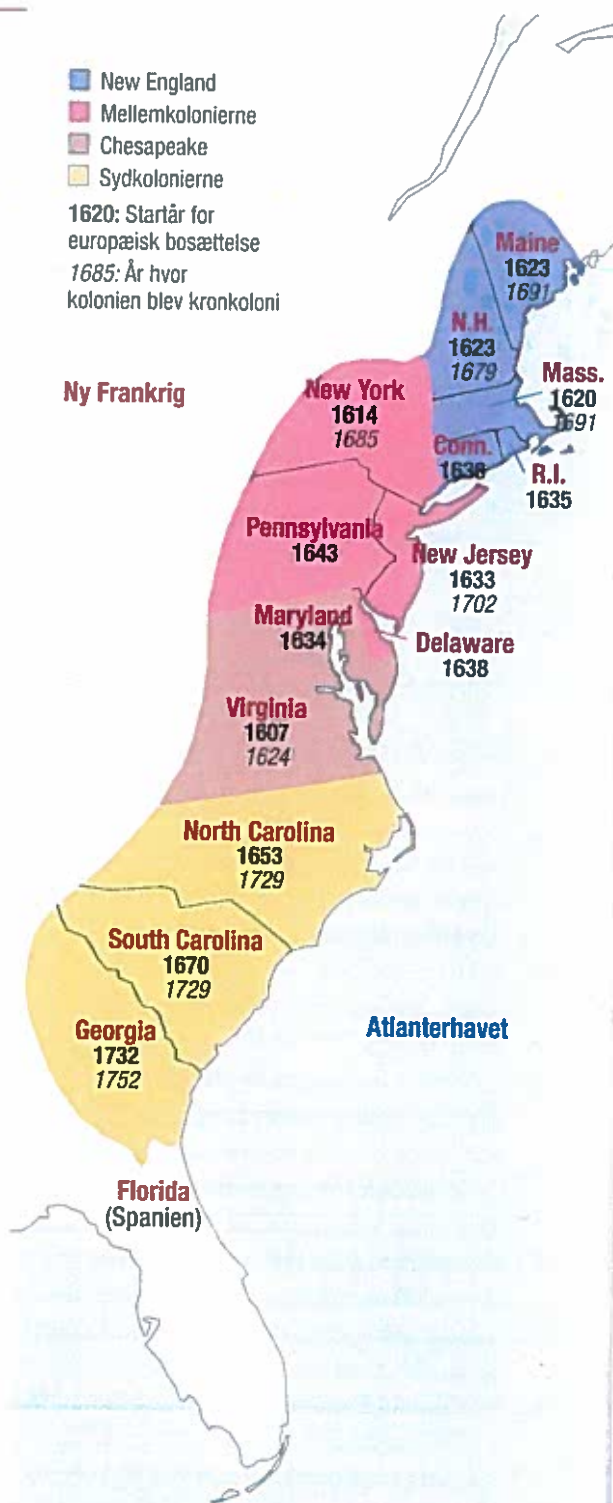 New England
Mellemkolonierne
Chesapeake
Sydkolonierne
1620: Startår for
europæisk bosættelse
1685: År hvor
kolonien blev kronkoloni
Maine
1623
1691
N.H.
1623
1679
Mass.
1620
1691
Ny Frankrig
New York
1614
1685
Conn.
1636
R.I.
1635
Pennsylvania
1643
New Jersey
1633
1702
Maryland
1634
Delaware
1638
Virginia
1607
1624
North Carolina
1653
1729
South Carolina
1670
1729
Georgia
1732
1752
Atlanterhavet
Florida
(Spanien)